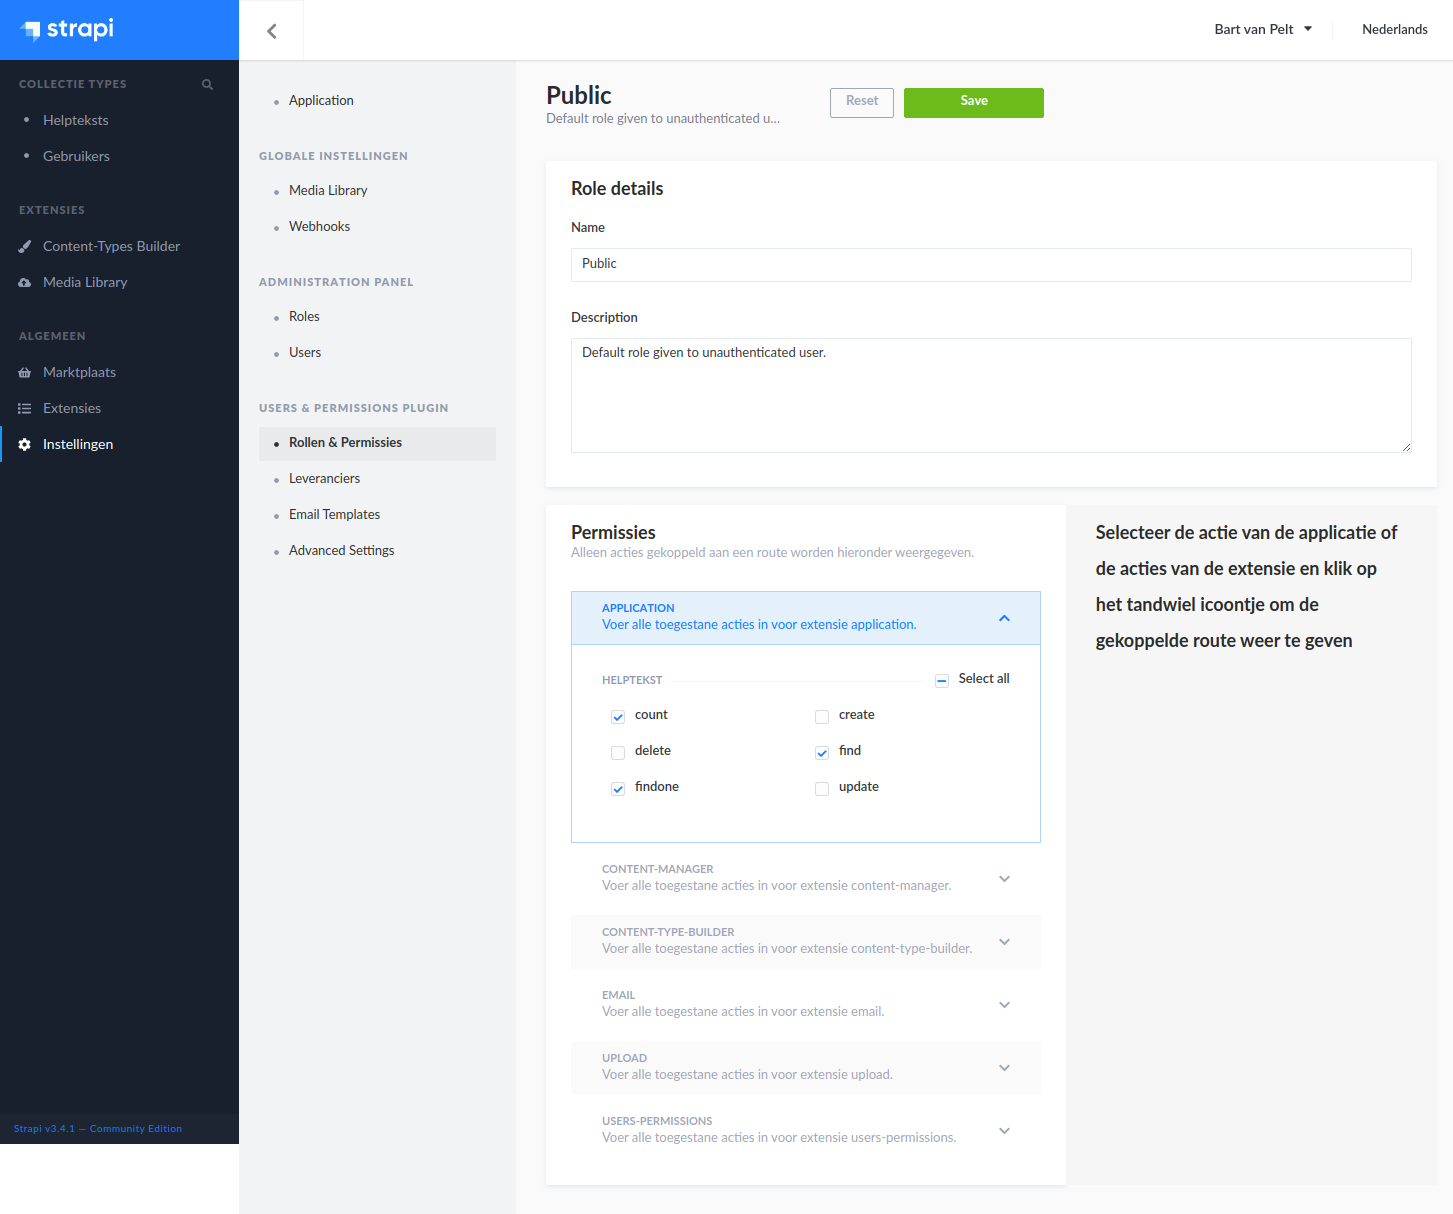 strapi
Bart van Pelt
Nederlands
COLLECTIE TYPES
Helpteksts
Gebruikers
EXTENSIES
Content-Types Builder
Media Library
ALGEMEEN
Marktplaats
Extensies
Instellingen
Strapi v3.4.1 — Community Edition
Application
GLOBALE INSTELLINGEN
Media Library
Webhooks
ADMINISTRATION PANEL
Roles
Users
USERS & PERMISSIONS PLUGIN
Rollen & Permissies
Leveranciers
Email Templates
Advanced Settings
Public
Default role given to unauthenticated u...
Reset
Save
Role details
Name
Public
Description
Default role given to unauthenticated user.
Permissies
Alleen acties gekoppeld aan een route worden hieronder weergegeven.
APPLICATION
Voer alle toegestane acties in voor extensie application.
HELPTEKST
Select all
count
create
delete
find
findone
update
CONTENT-MANAGER
Voer alle toegestane acties in voor extensie content-manager.
CONTENT-TYPE-BUILDER
Voer alle toegestane acties in voor extensie content-type-builder.
EMAIL
Voer alle toegestane acties in voor extensie email.
UPLOAD
Voer alle toegestane acties in voor extensie upload.
USERS-PERMISSIONS
Voer alle toegestane acties in voor extensie users-permissions.
Selecteer de actie van de applicatie of
de acties van de extensie en klik op
het tandwiel icoontje om de
gekoppelde route weer te geven